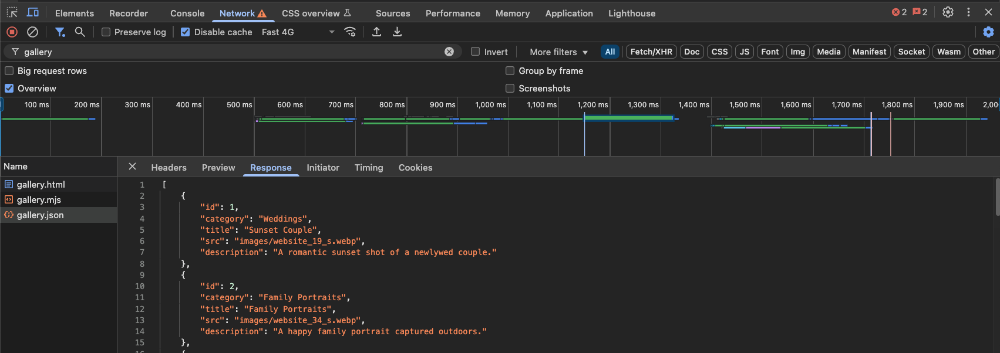 Elements Recorder Console Network CSS overview Sources Performance Memory Application Lighthouse 2 2
Preserve log Disable cache Fast 4G
gallery Invert More filters All Fetch/XHR Doc CSS JS Font Img Media Manifest Socket Wasm Other
Big request rows Group by frame
Overview Screenshots
100 ms 200 ms 300 ms 400 ms 500 ms 600 ms 700 ms 800 ms 900 ms 1,000 ms 1,100 ms 1,200 ms 1,300 ms 1,400 ms 1,500 ms 1,600 ms 1,700 ms 1,800 ms 1,900 ms 2,00
Name Headers Preview Response Initiator Timing Cookies
gallery.html
gallery.mjs
gallery.json
1 [
2 {
3 "id": 1,
4 "category": "Weddings",
5 "title": "Sunset Couple",
6 "src": "images/website_19_s.webp",
7 "description": "A romantic sunset shot of a newlywed couple."
8 },
9 {
10 "id": 2,
11 "category": "Family Portraits",
12 "title": "Family Portraits",
13 "src": "images/website_34_s.webp",
14 "description": "A happy family portrait captured outdoors."
15 },